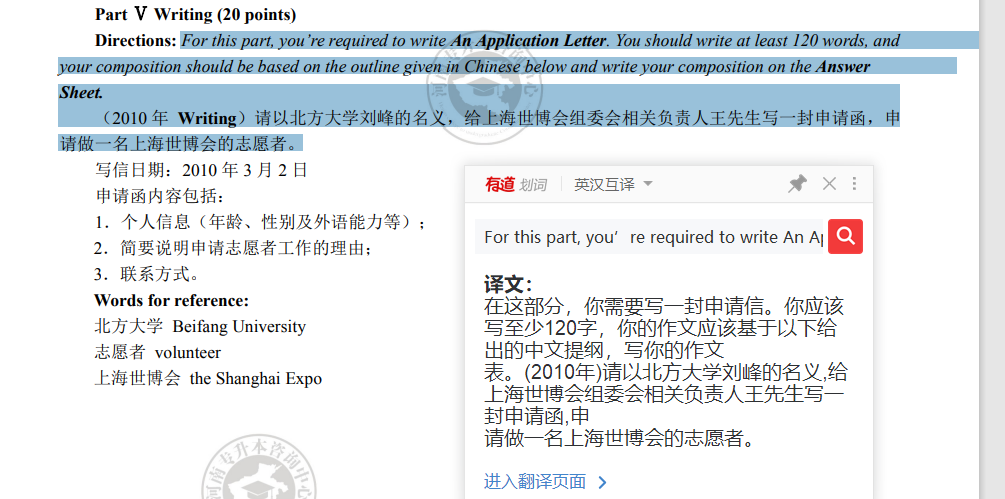 Part Ⅴ Writing (20 points)
Directions: For this part, you’re required to write An Application Letter. You should write at least 120 words, and
your composition should be based on the outline given in Chinese below and write your composition on the Answer
Sheet.
（2010 年 Writing）请以北方大学刘峰的名义，给上海世博会组委会相关负责人王先生写一封申请函，申
请做一名上海世博会的志愿者。
写信日期：2010 年 3 月 2 日
申请函内容包括：
1．个人信息（年龄、性别及外语能力等）；
2．简要说明申请志愿者工作的理由；
3．联系方式。
Words for reference:
北方大学 Beifang University
志愿者 volunteer
上海世博会 the Shanghai Expo
有道 划词 英汉互译
For this part, you’re required to write An Ap
译文：
在这部分，你需要写一封申请信。你应该
写至少120字，你的作文应该基于以下给
出的中文提纲，写你的作文
表。(2010年)请以北方大学刘峰的名义,给
上海世博会组委会相关负责人王先生写一
封申请函,申
请做一名上海世博会的志愿者。
进入翻译页面
河南专升本咨询中心